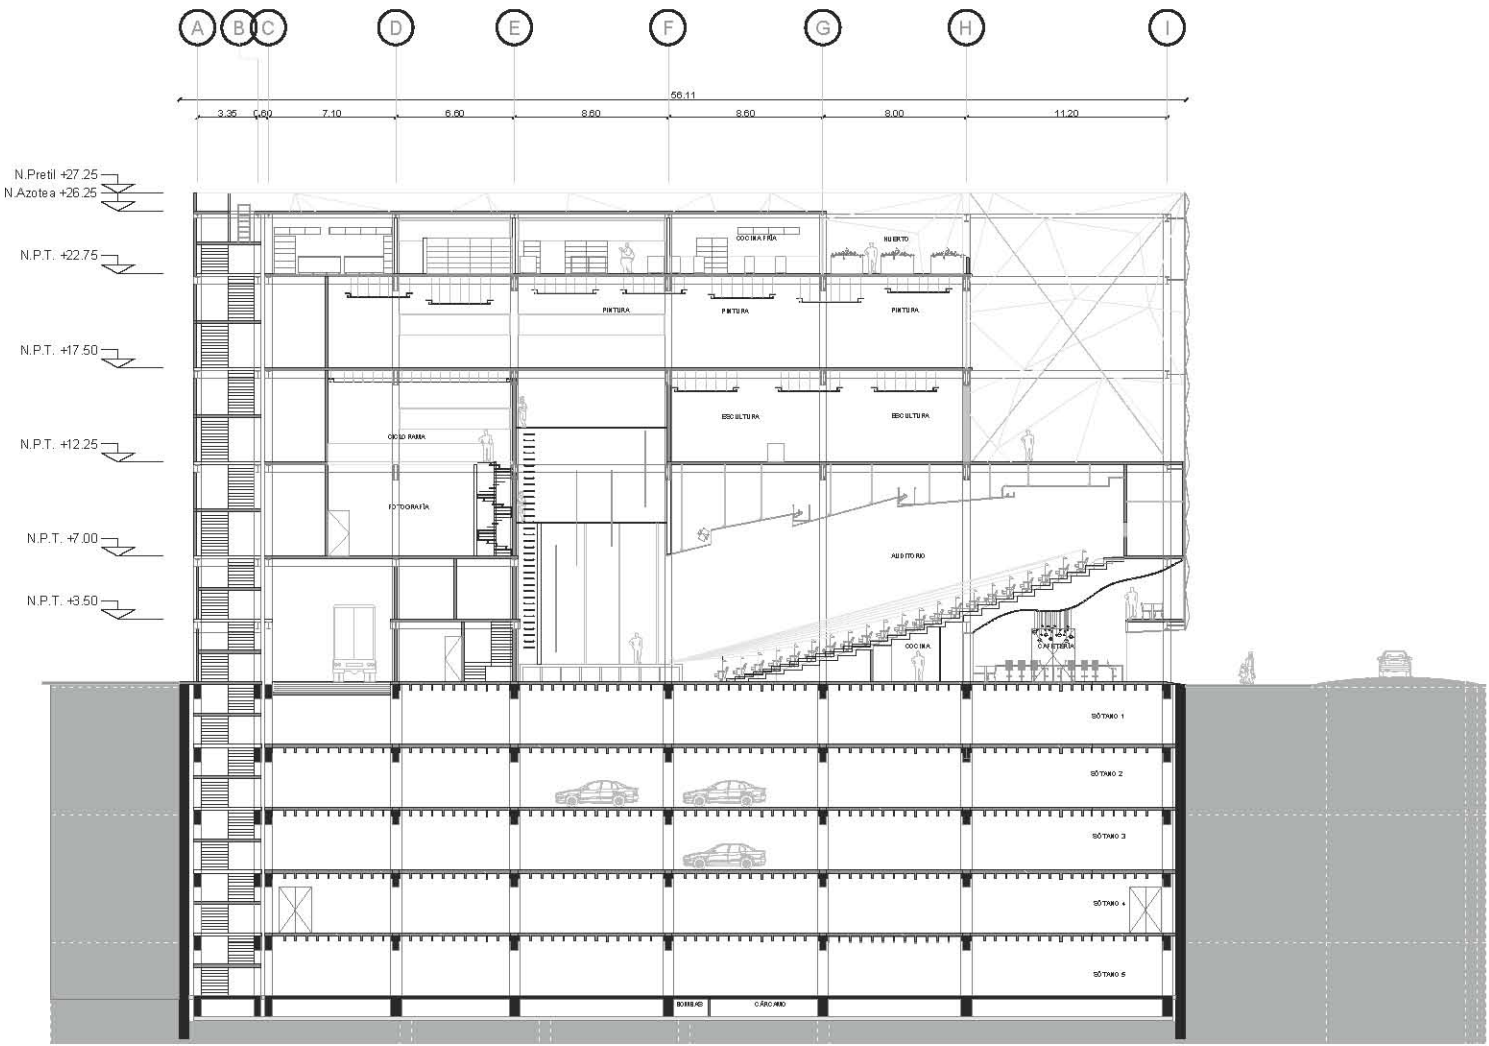 A B C D E F G H I
56.11
3.35 0.60 7.10 6.60 8.60 8.60 8.00 11.20
N.Pretil +27.25
N.Azotea +26.25
COCINA FRÍA HUERTO
N.P.T. +22.75
PINTURA PINTURA PINTURA
N.P.T. +17.50
ESCULTURA ESCULTURA
CICLORAMA
N.P.T. +12.25
FOTOGRAFÍA
N.P.T. +7.00
AUDITORIO
N.P.T. +3.50
COCINA CAFETERÍA
SÓTANO 1
SÓTANO 2
SÓTANO 3
SÓTANO 4
SÓTANO 5
BOMBAS CÁRCAMO